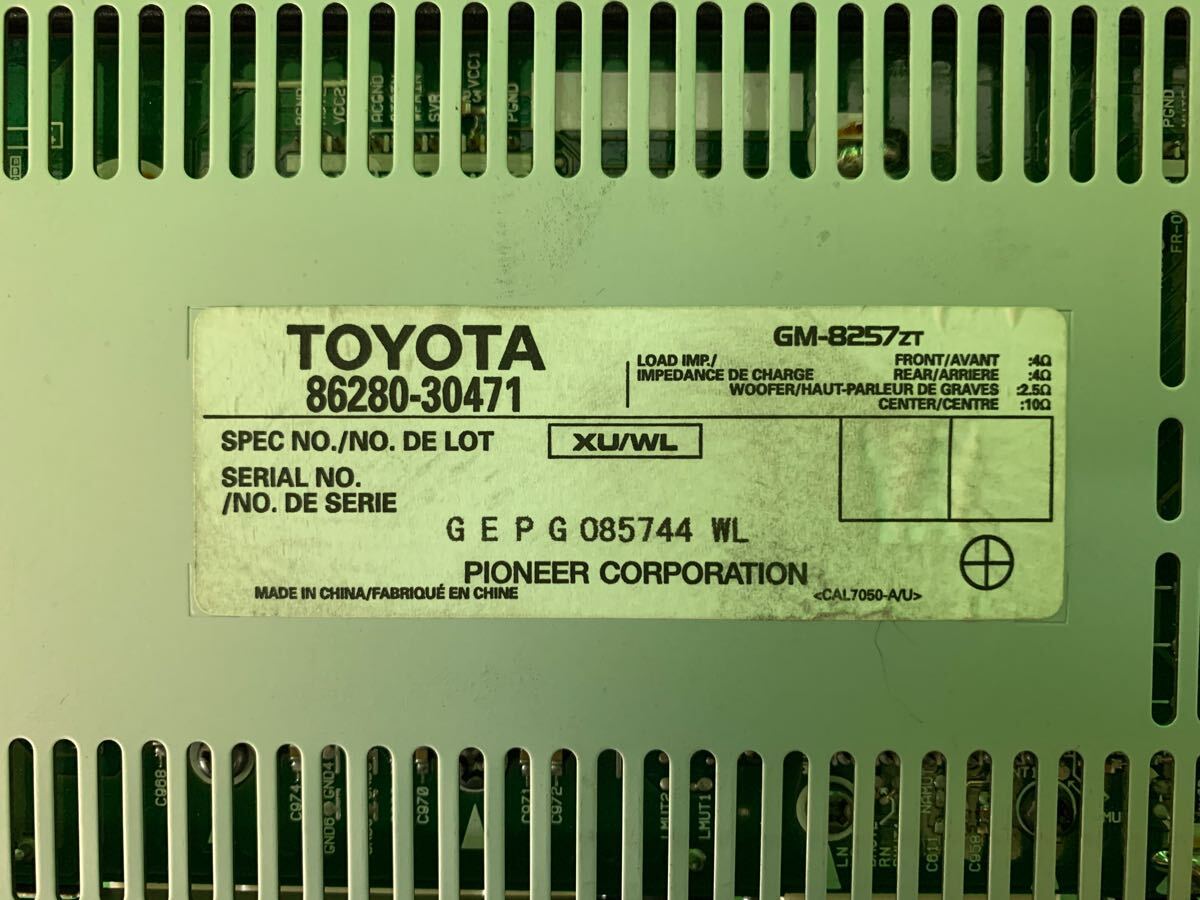 PGND
VCC2
ACGND
SVR
VCC1
PGND
PGND
TOYOTA
86280-30471
GM-8257ZT
LOAD IMP./
IMPEDANCE DE CHARGE
FRONT/AVANT :4Ω
REAR/ARRIERE :4Ω
WOOFER/HAUT-PARLEUR DE GRAVES :2.5Ω
CENTER/CENTRE :10Ω
SPEC NO./NO. DE LOT XU/WL
SERIAL NO.
/NO. DE SERIE
G E P G 085744 WL
PIONEER CORPORATION
MADE IN CHINA/FABRIQUÉ EN CHINE
<CAL7050-A/U>
C968
C974
GND6
GND4
C970
C971
C972
LMUT2
LMUT1
LN
RN
C611
C958